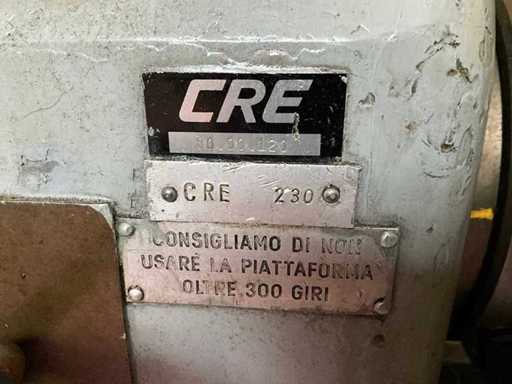 CRE
CRE 230
CONSIGLIAMO DI NON
USARE LA PIATTAFORMA
OLTRE 300 GIRI